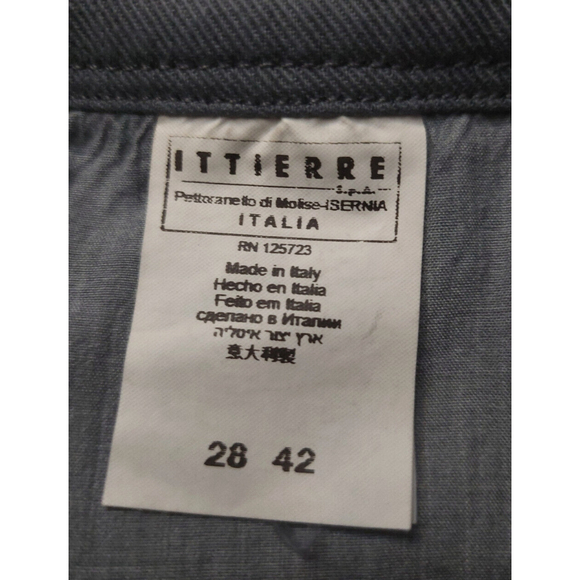 ITTIERRE
S.p.A.
Pettoranello di Molise-ISERNIA
ITALIA
RN 125723
Made in Italy
Hecho en Italia
Feito em Italia
сделано в Италии
ארץ יצור איטליה
意大利製
28 42